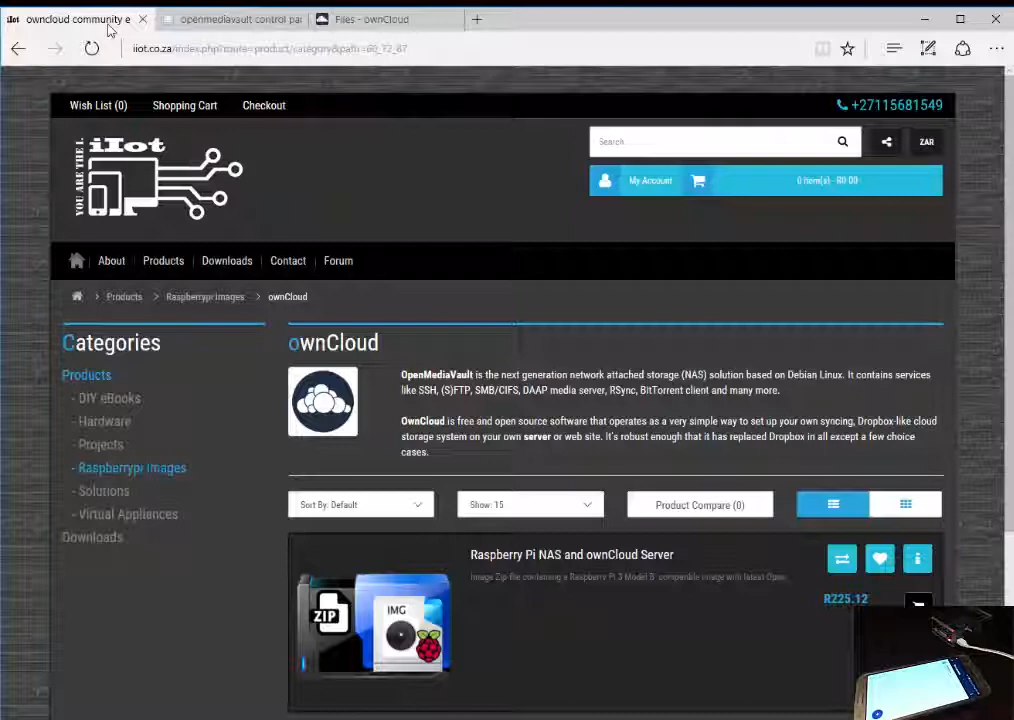 owncloud community e
openmediavault control pa
Files - ownCloud
iiot.co.za/index.php?route=product/category&path=60_72_87
Wish List (0)
Shopping Cart
Checkout
+27115681549
YOU ARE THE I.
iIot
Search
ZAR
My Account
0 item(s) - R0.00
About
Products
Downloads
Contact
Forum
Products
Raspberrypi Images
ownCloud
Categories
ownCloud
Products
- DIY eBooks
- Hardware
- Projects
- Raspberrypi Images
- Solutions
- Virtual Appliances
Downloads
OpenMediaVault is the next generation network attached storage (NAS) solution based on Debian Linux. It contains services
like SSH, (S)FTP, SMB/CIFS, DAAP media server, RSync, BitTorrent client and many more.
OwnCloud is free and open source software that operates as a very simple way to set up your own syncing, Dropbox-like cloud
storage system on your own server or web site. It's robust enough that it has replaced Dropbox in all except a few choice
cases.
Sort By: Default
Show: 15
Product Compare (0)
Raspberry Pi NAS and ownCloud Server
Image Zip file containing a Raspberry Pi 3 Model B compatible image with latest Open
R225.12
ZIP
IMG